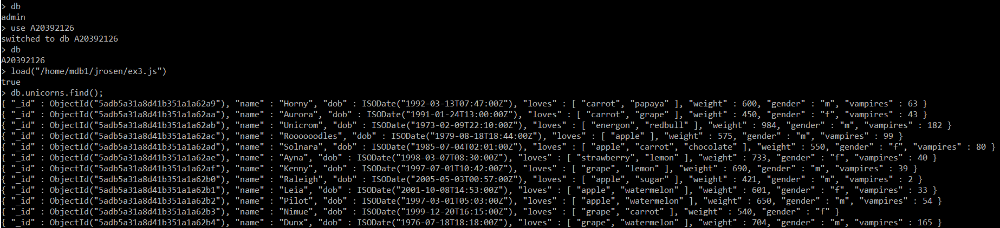 > db
admin
> use A20392126
switched to db A20392126
> db
A20392126
> load("/home/mdb1/jrosen/ex3.js")
true
> db.unicorns.find();
{ "_id" : ObjectId("5adb5a31a8d41b351a1a62a9"), "name" : "Horny", "dob" : ISODate("1992-03-13T07:47:00Z"), "loves" : [ "carrot", "papaya" ], "weight" : 600, "gender" : "m", "vampires" : 63 }
{ "_id" : ObjectId("5adb5a31a8d41b351a1a62aa"), "name" : "Aurora", "dob" : ISODate("1991-01-24T13:00:00Z"), "loves" : [ "carrot", "grape" ], "weight" : 450, "gender" : "f", "vampires" : 43 }
{ "_id" : ObjectId("5adb5a31a8d41b351a1a62ab"), "name" : "Unicrom", "dob" : ISODate("1973-02-09T22:10:00Z"), "loves" : [ "energon", "redbull" ], "weight" : 984, "gender" : "m", "vampires" : 182 }
{ "_id" : ObjectId("5adb5a31a8d41b351a1a62ac"), "name" : "Roooooodles", "dob" : ISODate("1979-08-18T18:44:00Z"), "loves" : [ "apple" ], "weight" : 575, "gender" : "m", "vampires" : 99 }
{ "_id" : ObjectId("5adb5a31a8d41b351a1a62ad"), "name" : "Solnara", "dob" : ISODate("1985-07-04T02:01:00Z"), "loves" : [ "apple", "carrot", "chocolate" ], "weight" : 550, "gender" : "f", "vampires" : 80 }
{ "_id" : ObjectId("5adb5a31a8d41b351a1a62ae"), "name" : "Ayna", "dob" : ISODate("1998-03-07T08:30:00Z"), "loves" : [ "strawberry", "lemon" ], "weight" : 733, "gender" : "f", "vampires" : 40 }
{ "_id" : ObjectId("5adb5a31a8d41b351a1a62af"), "name" : "Kenny", "dob" : ISODate("1997-07-01T10:42:00Z"), "loves" : [ "grape", "lemon" ], "weight" : 690, "gender" : "m", "vampires" : 39 }
{ "_id" : ObjectId("5adb5a31a8d41b351a1a62b0"), "name" : "Raleigh", "dob" : ISODate("2005-05-03T00:57:00Z"), "loves" : [ "apple", "sugar" ], "weight" : 421, "gender" : "m", "vampires" : 2 }
{ "_id" : ObjectId("5adb5a31a8d41b351a1a62b1"), "name" : "Leia", "dob" : ISODate("2001-10-08T14:53:00Z"), "loves" : [ "apple", "watermelon" ], "weight" : 601, "gender" : "f", "vampires" : 33 }
{ "_id" : ObjectId("5adb5a31a8d41b351a1a62b2"), "name" : "Pilot", "dob" : ISODate("1997-03-01T05:03:00Z"), "loves" : [ "apple", "watermelon" ], "weight" : 650, "gender" : "m", "vampires" : 54 }
{ "_id" : ObjectId("5adb5a31a8d41b351a1a62b3"), "name" : "Nimue", "dob" : ISODate("1999-12-20T16:15:00Z"), "loves" : [ "grape", "carrot" ], "weight" : 540, "gender" : "f" }
{ "_id" : ObjectId("5adb5a31a8d41b351a1a62b4"), "name" : "Dunx", "dob" : ISODate("1976-07-18T18:18:00Z"), "loves" : [ "grape", "watermelon" ], "weight" : 704, "gender" : "m", "vampires" : 165 }